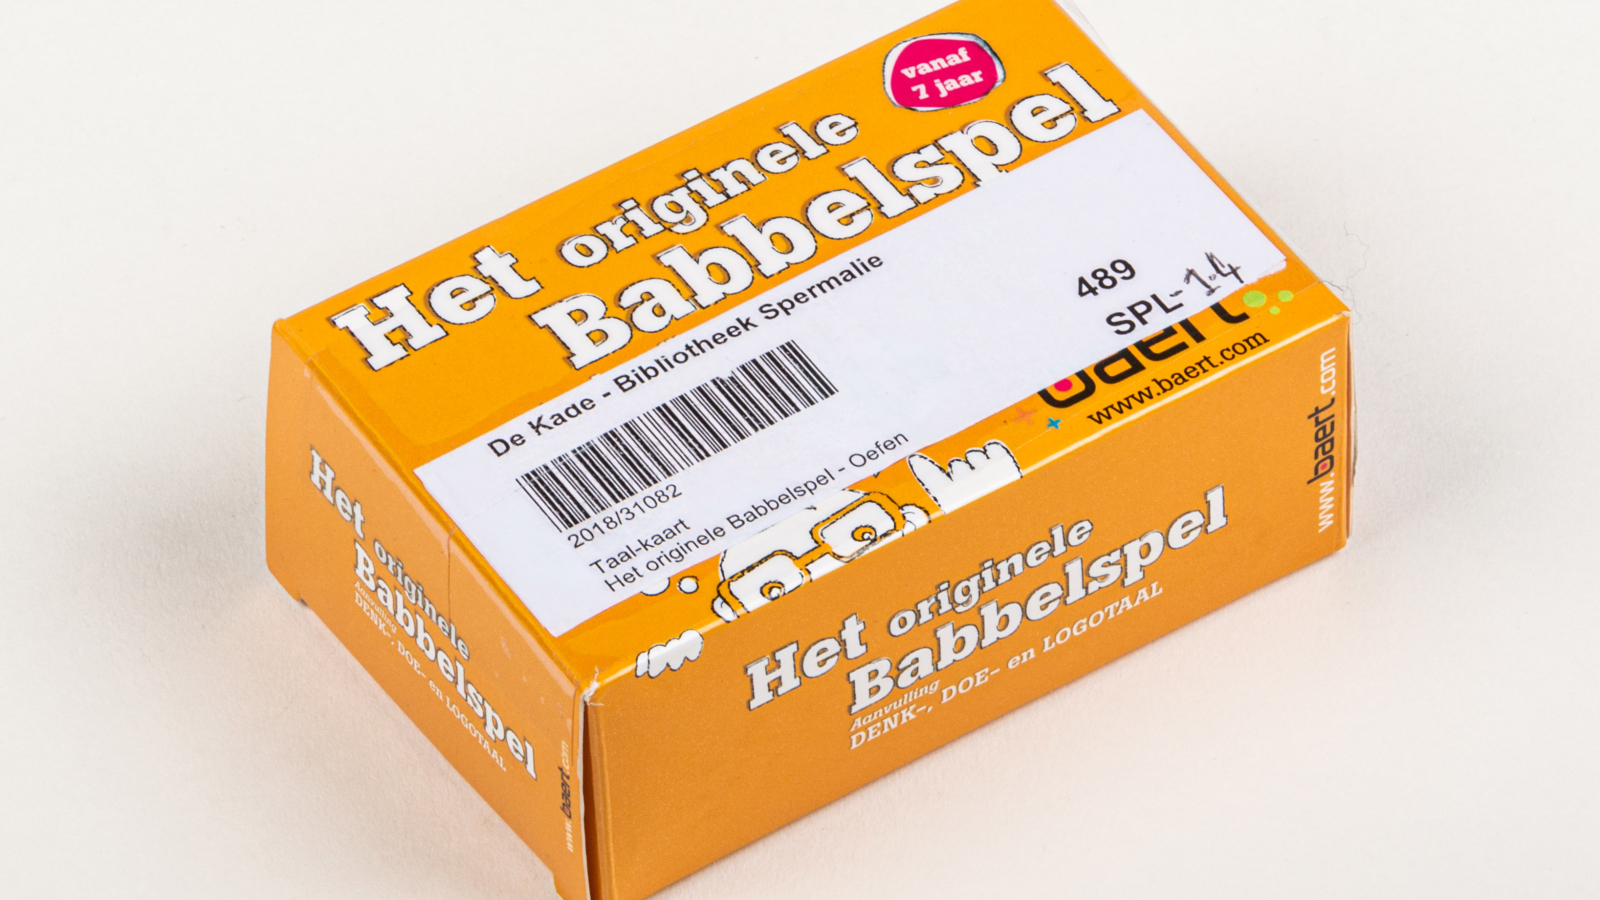 vanaf
7 jaar
Het originele
Babbelspel
De Kade - Bibliotheek Spermalie
489
SPL-14
2018/31082
Taal-kaart
Het originele Babbelspel - Oefen
baert
www.baert.com
Het originele
Babbelspel
Aanvulling
DENK-, DOE- en LOGOTAAL
www.baert.com
Het originele
Babbelspel
Aanvulling
DENK-, DOE- en LOGOTAAL
www.baert.com